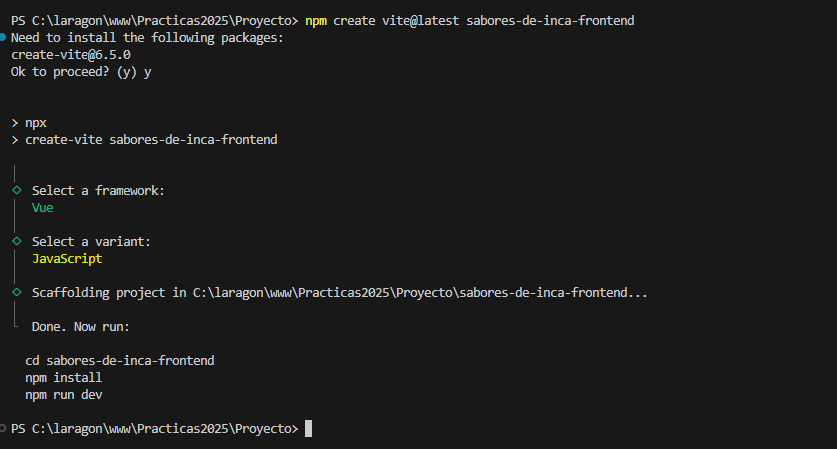 PS C:\laragon\www\Practicas2025\Proyecto> npm create vite@latest sabores-de-inca-frontend
Need to install the following packages:
create-vite@6.5.0
Ok to proceed? (y) y
> npx
> create-vite sabores-de-inca-frontend
Select a framework:
Vue
Select a variant:
JavaScript
Scaffolding project in C:\laragon\www\Practicas2025\Proyecto\sabores-de-inca-frontend...
Done. Now run:
cd sabores-de-inca-frontend
npm install
npm run dev
PS C:\laragon\www\Practicas2025\Proyecto>